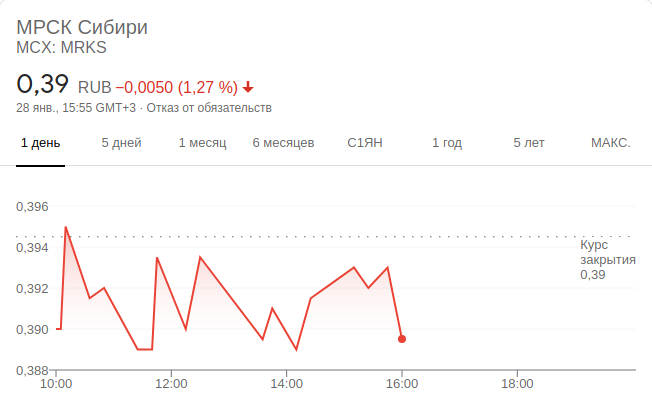 МРСК Сибири
MCX: MRKS
0,39 RUB −0,0050 (1,27 %)
28 янв., 15:55 GMT+3 · Отказ от обязательств
1 день 5 дней 1 месяц 6 месяцев С1ЯН 1 год 5 лет МАКС.
0,396
0,394
Курс
закрытия
0,39
0,392
0,390
0,388
10:00 12:00 14:00 16:00 18:00